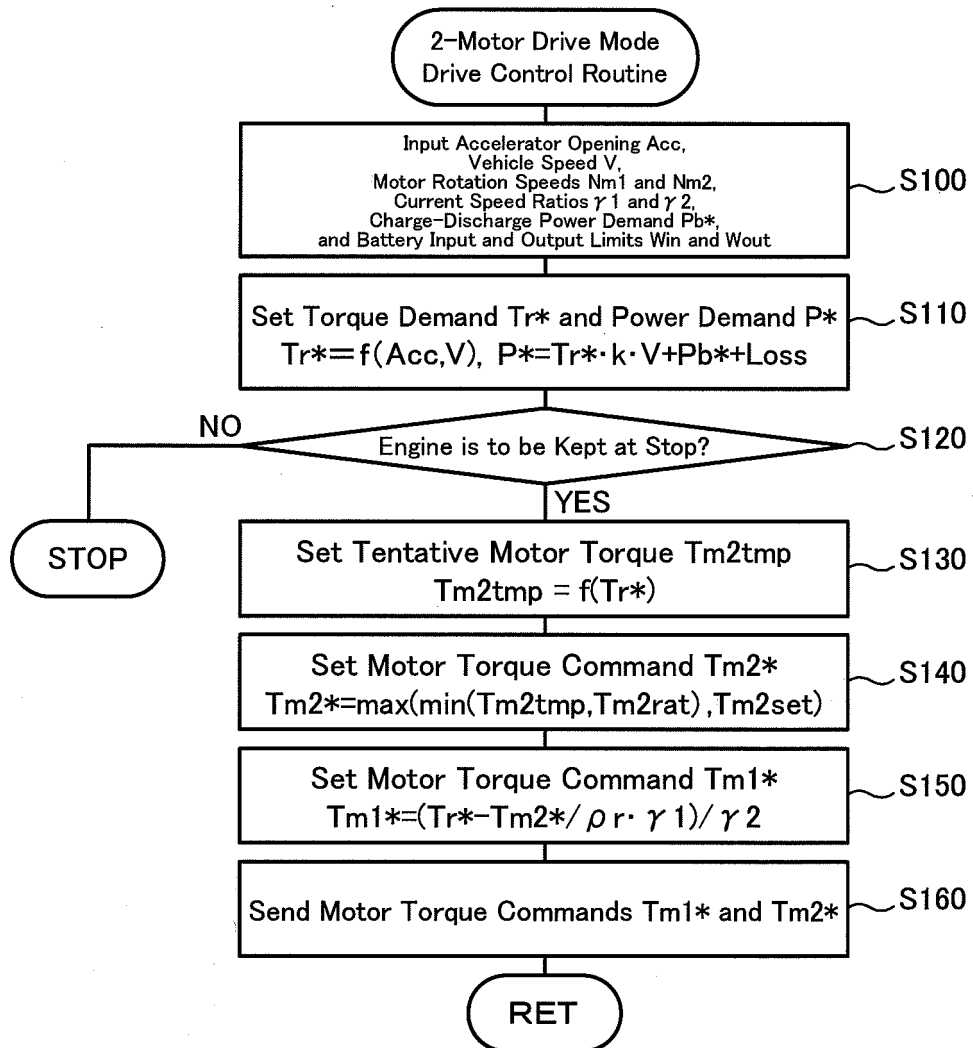 2-Motor Drive Mode
Drive Control Routine
Input Accelerator Opening Acc,
Vehicle Speed V,
Motor Rotation Speeds Nm1 and Nm2,
Current Speed Ratios γ1 and γ2,
Charge-Discharge Power Demand Pb*,
and Battery Input and Output Limits Win and Wout
S100
Set Torque Demand Tr* and Power Demand P*
Tr*=f(Acc,V), P*=Tr*·k·V+Pb*+Loss
S110
NO
Engine is to be Kept at Stop?
S120
YES
STOP
Set Tentative Motor Torque Tm2tmp
Tm2tmp = f(Tr*)
S130
Set Motor Torque Command Tm2*
Tm2*=max(min(Tm2tmp,Tm2rat),Tm2set)
S140
Set Motor Torque Command Tm1*
Tm1*=(Tr*-Tm2*/ρr·γ1)/γ2
S150
Send Motor Torque Commands Tm1* and Tm2*
S160
RET